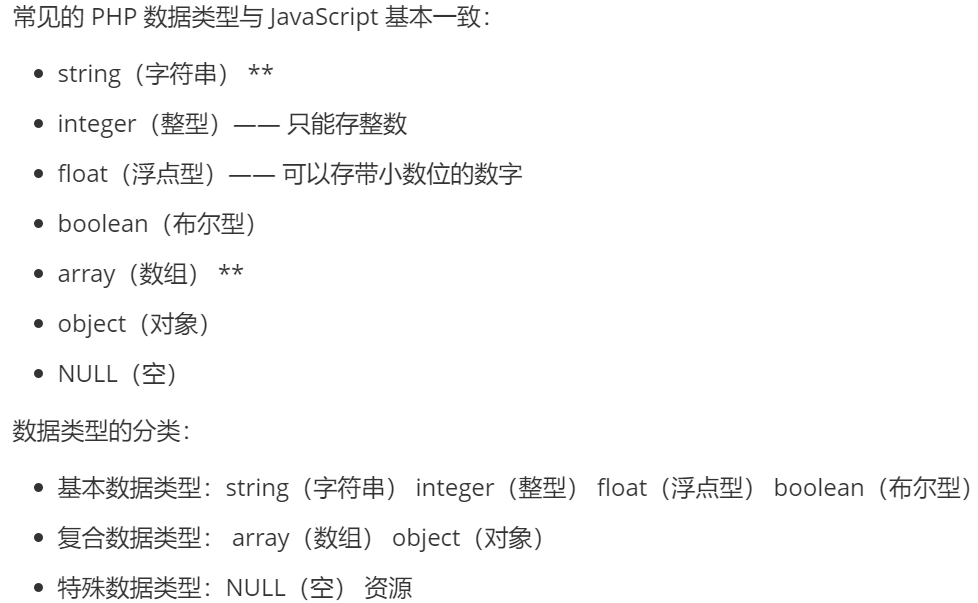 常见的 PHP 数据类型与 JavaScript 基本一致：
• string（字符串） **
• integer（整型）—— 只能存整数
• float（浮点型）—— 可以存带小数位的数字
• boolean（布尔型）
• array（数组） **
• object（对象）
• NULL（空）
数据类型的分类：
• 基本数据类型：string（字符串） integer（整型） float（浮点型） boolean（布尔型）
• 复合数据类型： array（数组） object（对象）
• 特殊数据类型：NULL（空） 资源